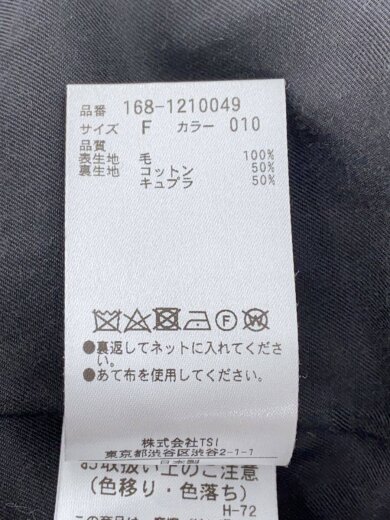 品番 168-1210049
サイズ F カラー 010
品質
表生地 毛 100%
裏生地 コットン 50%
キュプラ 50%
F W
●裏返してネットに入れてくださ
い。
●あて布を使用してください。
株式会社TSI
東京都渋谷区渋谷2-1-1
日本製
お取扱い上のご注意
(色移り・色落ち)
H-72